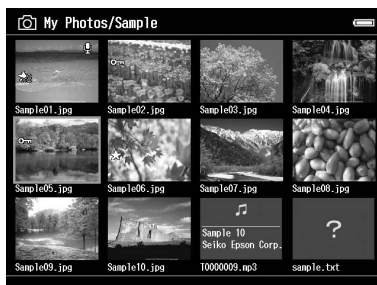 My Photos/Sample
Sample01.jpg
Sample02.jpg
Sample03.jpg
Sample04.jpg
Sample05.jpg
Sample06.jpg
Sample07.jpg
Sample08.jpg
Sample 10
Seiko Epson Corp.
?
Sample09.jpg
Sample10.jpg
T0000009.mp3
sample.txt